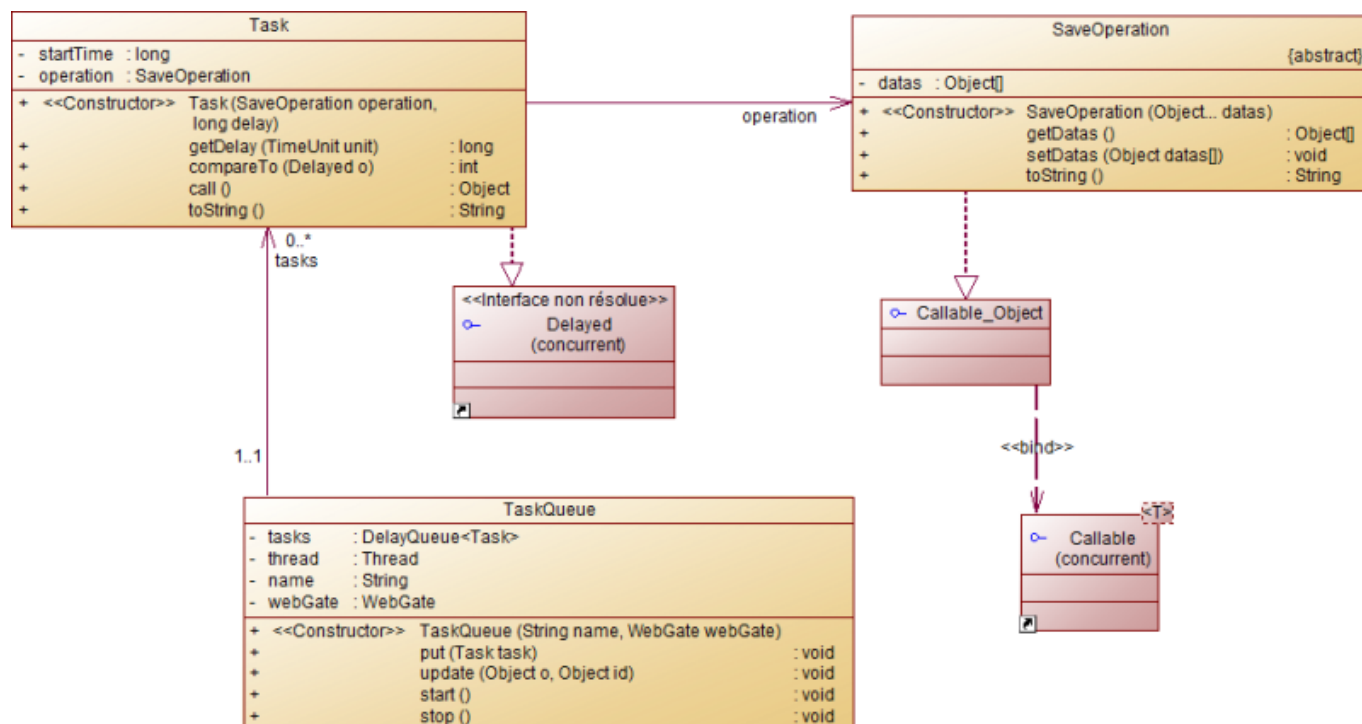 Task
- startTime : long
- operation : SaveOperation
+ <<Constructor>> Task (SaveOperation operation,
long delay)
+ getDelay (TimeUnit unit) : long
+ compareTo (Delayed o) : int
+ call () : Object
+ toString () : String
operation
SaveOperation
{abstract}
- datas : Object[]
+ <<Constructor>> SaveOperation (Object... datas)
+ getDatas () : Object[]
+ setDatas (Object datas[]) : void
+ toString () : String
0..*
tasks
<<Interface non résolue>>
Delayed
(concurrent)
Callable_Object
<<bind>>
1..1
<T>
Callable
(concurrent)
TaskQueue
- tasks : DelayQueue<Task>
- thread : Thread
- name : String
- webGate : WebGate
+ <<Constructor>> TaskQueue (String name, WebGate webGate)
+ put (Task task) : void
+ update (Object o, Object id) : void
+ start () : void
+ stop () : void